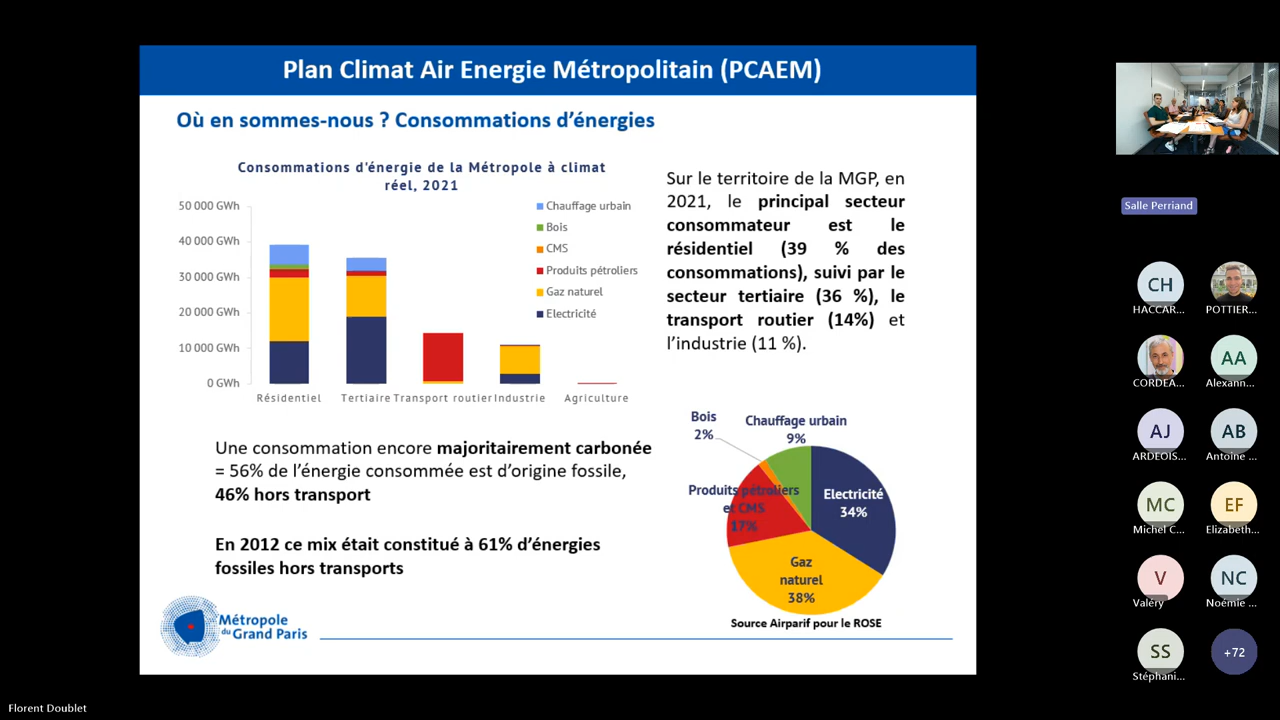 Plan Climat Air Energie Métropolitain (PCAEM)
Où en sommes-nous ? Consommations d'énergies
Consommations d'énergie de la Métropole à climat
réel, 2021
50 000 GWh
40 000 GWh
30 000 GWh
20 000 GWh
10 000 GWh
0 GWh
Chauffage urbain
Bois
CMS
Produits pétroliers
Gaz naturel
Electricité
Résidentiel
Tertiaire
Transport routier
Industrie
Agriculture
Sur le territoire de la MGP, en
2021, le principal secteur
consommateur est le
résidentiel (39 % des
consommations), suivi par le
secteur tertiaire (36 %), le
transport routier (14%) et
l'industrie (11 %).
Une consommation encore majoritairement carbonée
= 56% de l'énergie consommée est d'origine fossile,
46% hors transport
En 2012 ce mix était constitué à 61% d'énergies
fossiles hors transports
Bois
2%
Chauffage urbain
9%
Produits pétroliers
et CMS
17%
Electricité
34%
Gaz
naturel
38%
Source Airparif pour le ROSE
Métropole
du Grand Paris
Salle Perriand
CH
HACCAR...
POTTIER...
CORDEA...
AA
Alexann...
AJ
ARDEOIS...
AB
Antoine ...
MC
Michel C...
EF
Elizabeth...
V
Valéry
NC
Noémie ...
SS
Stéphani...
+72
Florent Doublet